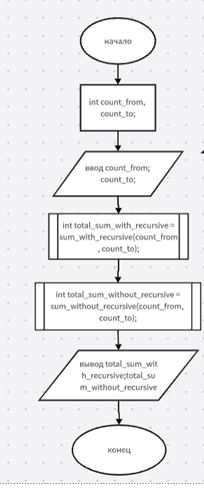 начало
int count_from,
count_to;
ввод count_from;
count_to;
int total_sum_with_recursive =
sum_with_recursive(count_from
, count_to);
int total_sum_without_recursive =
sum_without_recursive(count_from,
count_to);
вывод total_sum_wit
h_recursive;total_su
m_without_recursive
конец